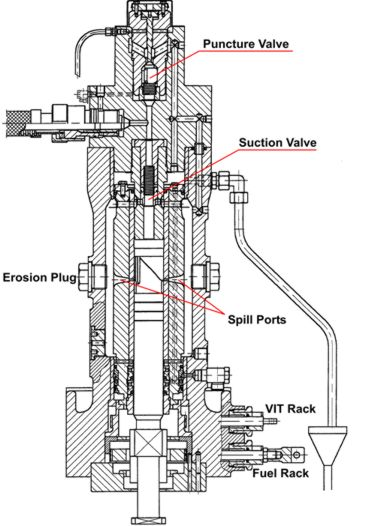 Puncture Valve
Suction Valve
Erosion Plug
Spill Ports
VIT Rack
Fuel Rack